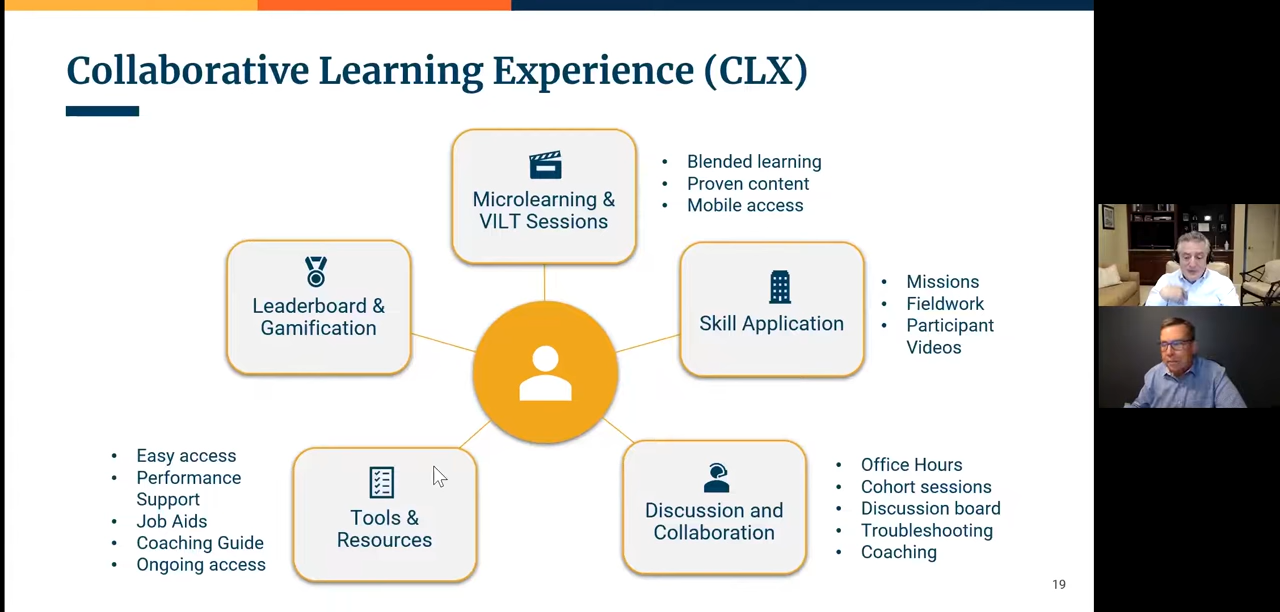 Collaborative Learning Experience (CLX)
Microlearning &
VILT Sessions
• Blended learning
• Proven content
• Mobile access
Leaderboard &
Gamification
Skill Application
• Missions
• Fieldwork
• Participant
Videos
• Easy access
• Performance
Support
• Job Aids
• Coaching Guide
• Ongoing access
Tools &
Resources
Discussion and
Collaboration
• Office Hours
• Cohort sessions
• Discussion board
• Troubleshooting
• Coaching
19